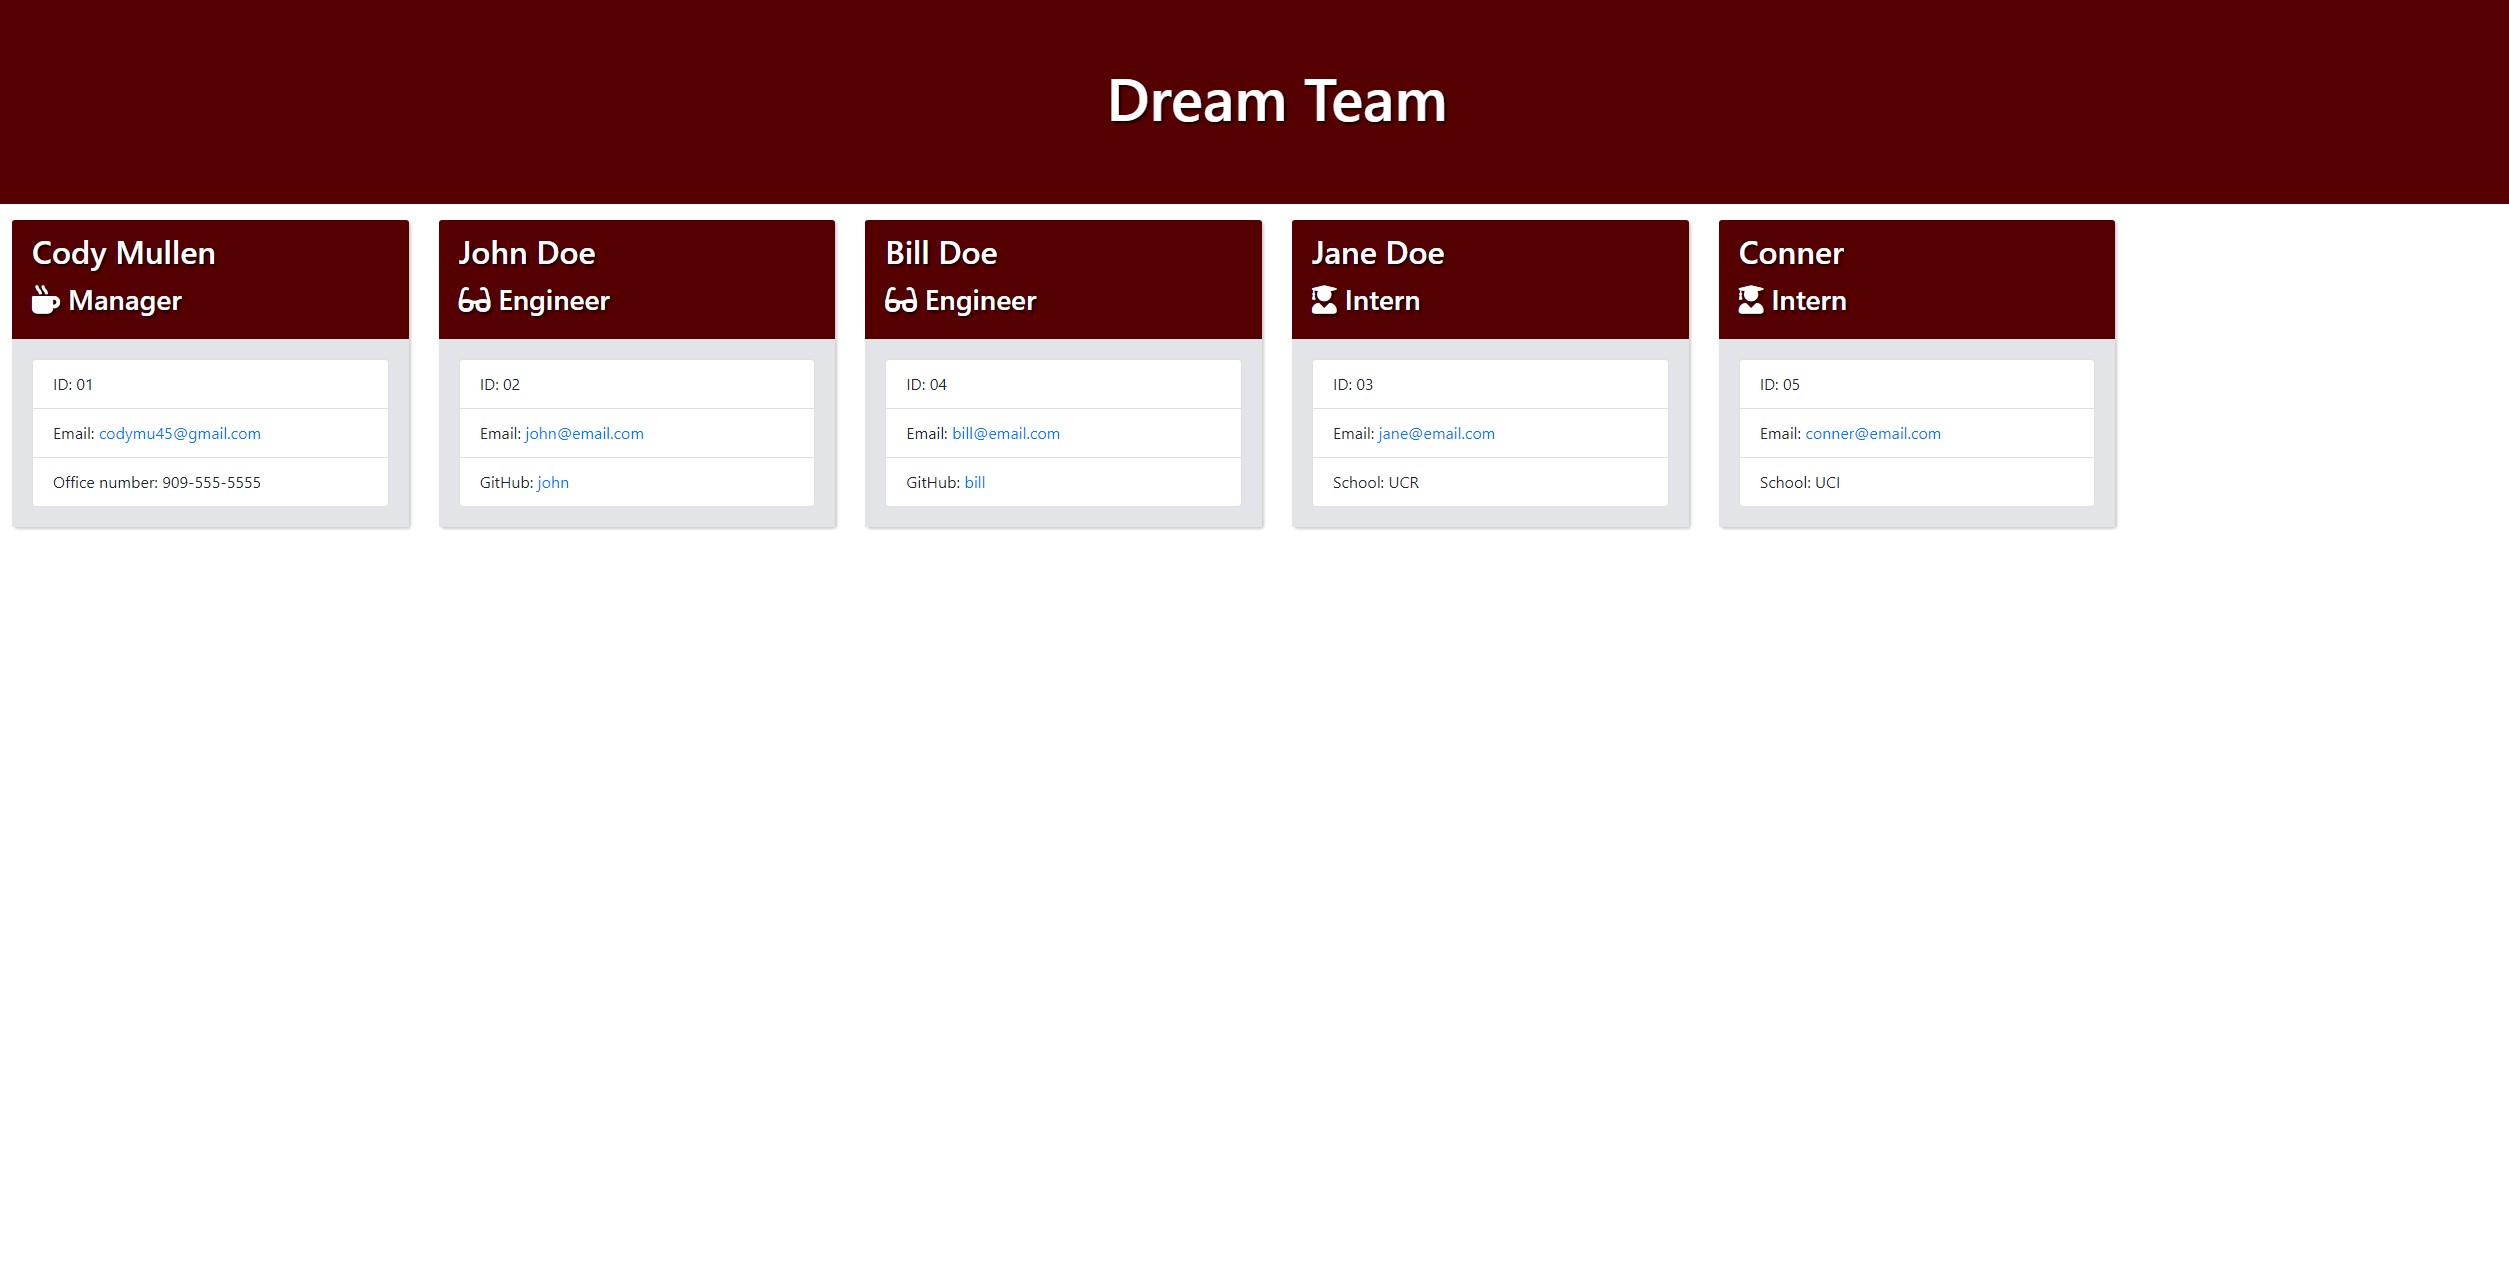 Dream Team
Cody Mullen
Manager
ID: 01
Email: codymu45@gmail.com
Office number: 909-555-5555
John Doe
Engineer
ID: 02
Email: john@email.com
GitHub: john
Bill Doe
Engineer
ID: 04
Email: bill@email.com
GitHub: bill
Jane Doe
Intern
ID: 03
Email: jane@email.com
School: UCR
Conner
Intern
ID: 05
Email: conner@email.com
School: UCI